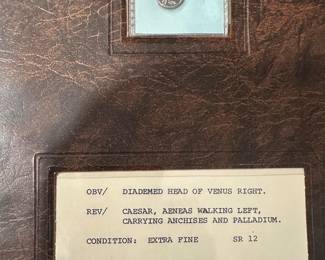 OBV/ DIADEMED HEAD OF VENUS RIGHT.
REV/ CAESAR, AENEAS WALKING LEFT,
CARRYING ANCHISES AND PALLADIUM.
CONDITION: EXTRA FINE SR 12